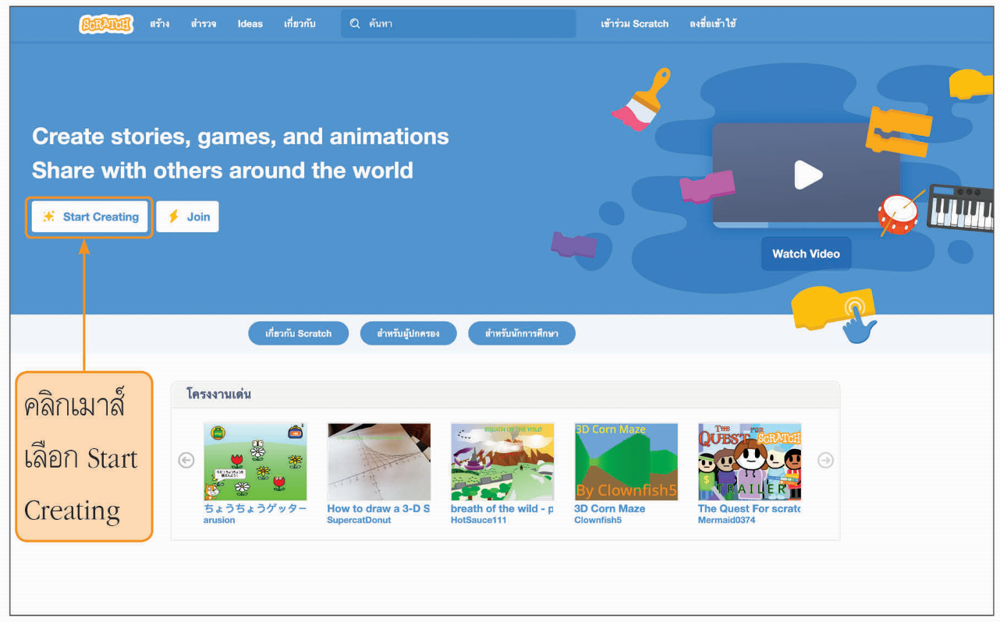 SCRATCH สร้าง สำรวจ Ideas เกี่ยวกับ ค้นหา เข้าร่วม Scratch ลงชื่อเข้าใช้
Create stories, games, and animations
Share with others around the world
Start Creating Join
Watch Video
เกี่ยวกับ Scratch สำหรับผู้ปกครอง สำหรับนักการศึกษา
คลิกเมาส์
เลือก Start
Creating
โครงงานเด่น
BREATH OF THE WILD
3D Corn Maze
By Clownfish5
THE QUEST FOR SCRATCH
TRAILER
ちょうちょうゲッター
arusion
How to draw a 3-D S
SupercatDonut
breath of the wild - p
HotSauce111
3D Corn Maze
Clownfish5
The Quest For scratc
Mermaid0374